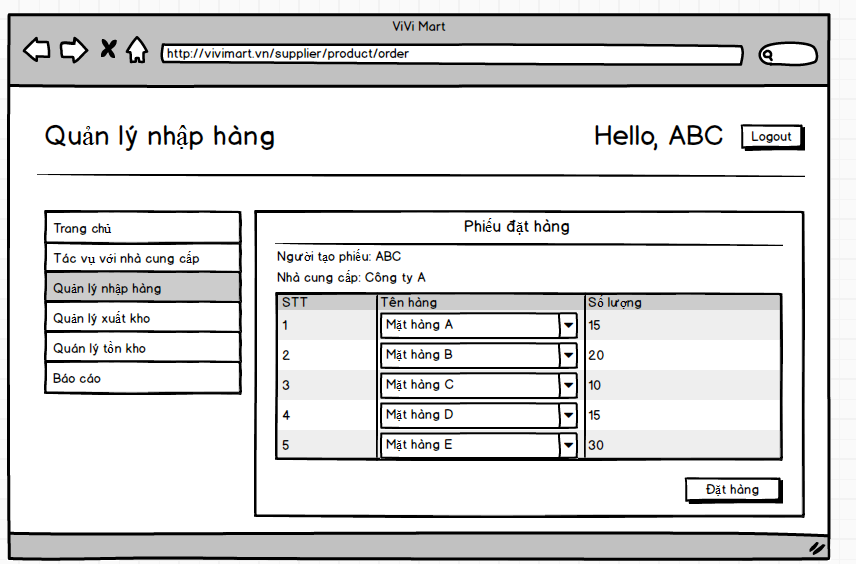 ViVi Mart
http://vivimart.vn/supplier/product/order
Quản lý nhập hàng
Hello, ABC
Logout
Trang chủ
Tác vụ với nhà cung cấp
Quản lý nhập hàng
Quản lý xuất kho
Quản lý tồn kho
Báo cáo
Phiếu đặt hàng
Người tạo phiếu: ABC
Nhà cung cấp: Công ty A
STT Tên hàng Số lượng
1 Mặt hàng A 15
2 Mặt hàng B 20
3 Mặt hàng C 10
4 Mặt hàng D 15
5 Mặt hàng E 30
Đặt hàng